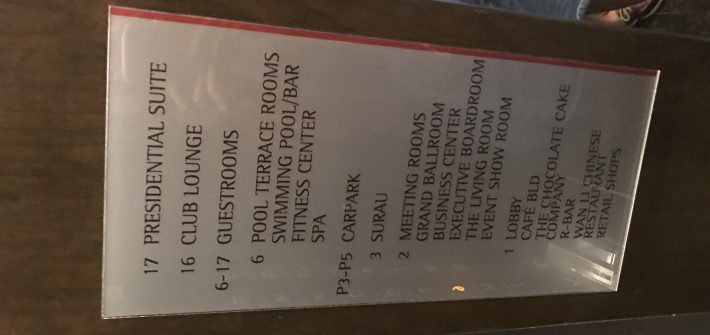 17 PRESIDENTIAL SUITE
16 CLUB LOUNGE
6-17 GUESTROOMS
6 POOL TERRACE ROOMS
SWIMMING POOL/BAR
FITNESS CENTER
SPA
P3-P5 CARPARK
3 SURAU
2 MEETING ROOMS
GRAND BALLROOM
BUSINESS CENTER
EXECUTIVE BOARDROOM
THE LIVING ROOM
EVENT SHOW ROOM
1 LOBBY
CAFÉ BLD
THE CHOCOLATE CAKE
COMPANY
R-BAR
WAN LI CHINESE
RESTAURANT
RETAIL SHOPS